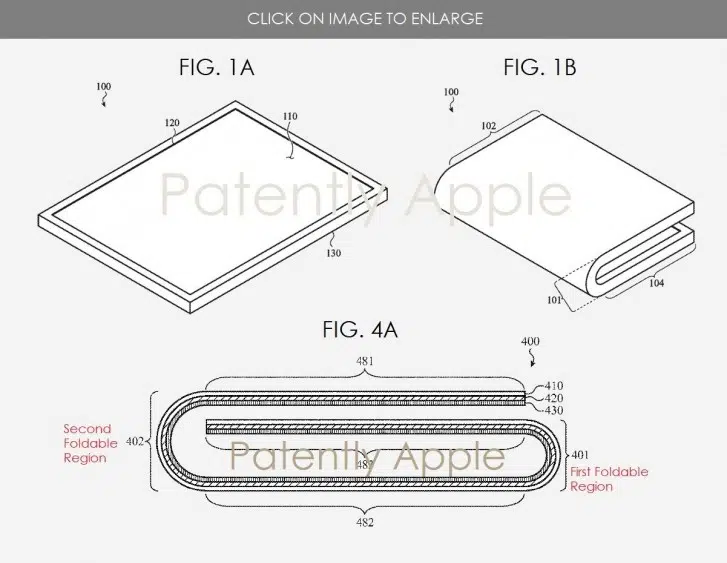 CLICK ON IMAGE TO ENLARGE
FIG. 1A
FIG. 1B
100
120
110
130
100
102
101
104
Patently Apple
FIG. 4A
400
481
410
420
430
Second
Foldable
Region
402
Patently Apple
401
First Foldable
Region
482